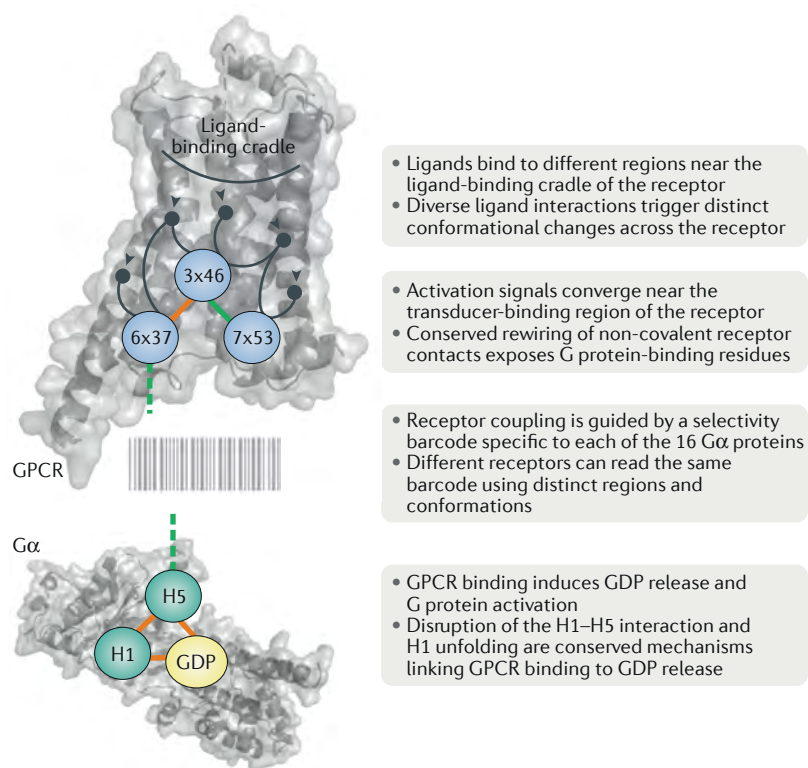 Ligand-
binding cradle
3x46
6x37
7x53
GPCR
Gα
H5
H1
GDP
• Ligands bind to different regions near the
ligand-binding cradle of the receptor
• Diverse ligand interactions trigger distinct
conformational changes across the receptor
• Activation signals converge near the
transducer-binding region of the receptor
• Conserved rewiring of non-covalent receptor
contacts exposes G protein-binding residues
• Receptor coupling is guided by a selectivity
barcode specific to each of the 16 Gα proteins
• Different receptors can read the same
barcode using distinct regions and
conformations
• GPCR binding induces GDP release and
G protein activation
• Disruption of the H1–H5 interaction and
H1 unfolding are conserved mechanisms
linking GPCR binding to GDP release